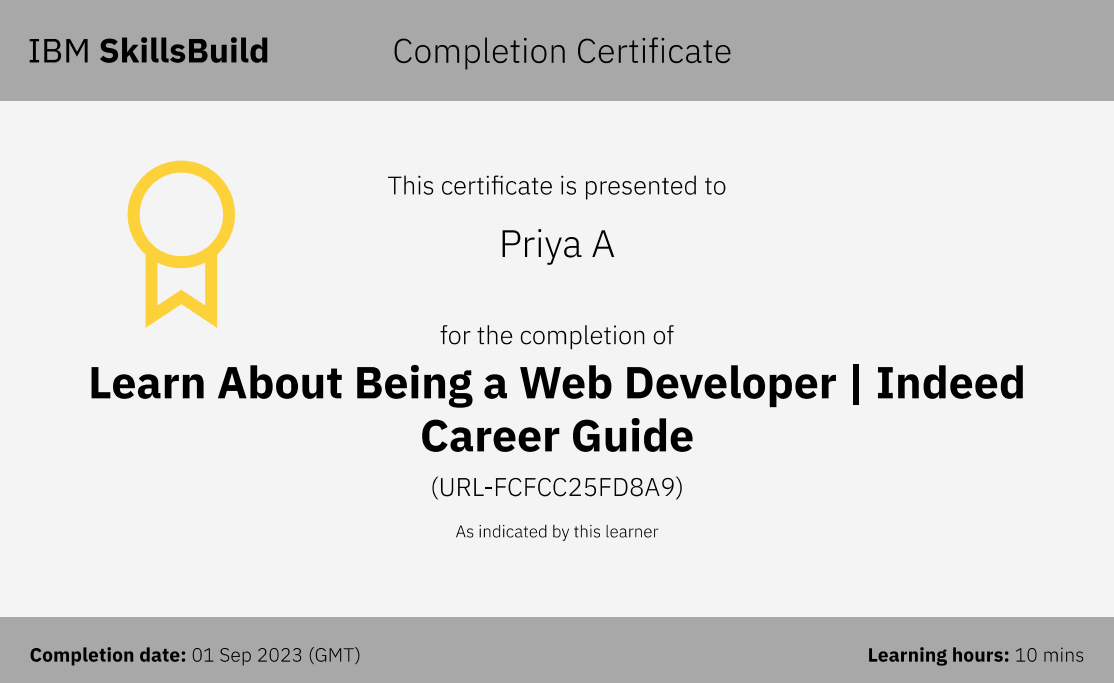 IBM SkillsBuild
Completion Certificate
This certificate is presented to
Priya A
for the completion of
Learn About Being a Web Developer | Indeed
Career Guide
(URL-FCFCC25FD8A9)
As indicated by this learner
Completion date: 01 Sep 2023 (GMT)
Learning hours: 10 mins